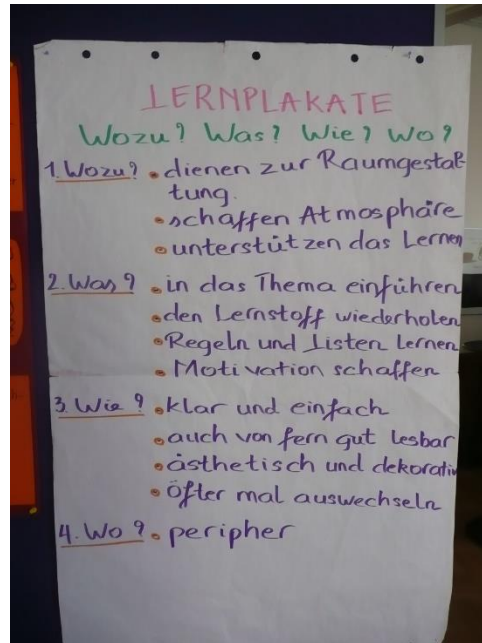 LERNPLAKATE
Wozu? Was? Wie? Wo?
1. Wozu? • dienen zur Raumgestal-
tung.
• schaffen Atmosphäre
• unterstützen das Lernen
2. Was? • in das Thema einführen
• den Lernstoff wiederholen
• Regeln und Listen lernen
• Motivation schaffen
3. Wie? • klar und einfach
• auch von fern gut lesbar
• ästhetisch und dekorativ
• öfter mal auswechseln
4. Wo? • peripher